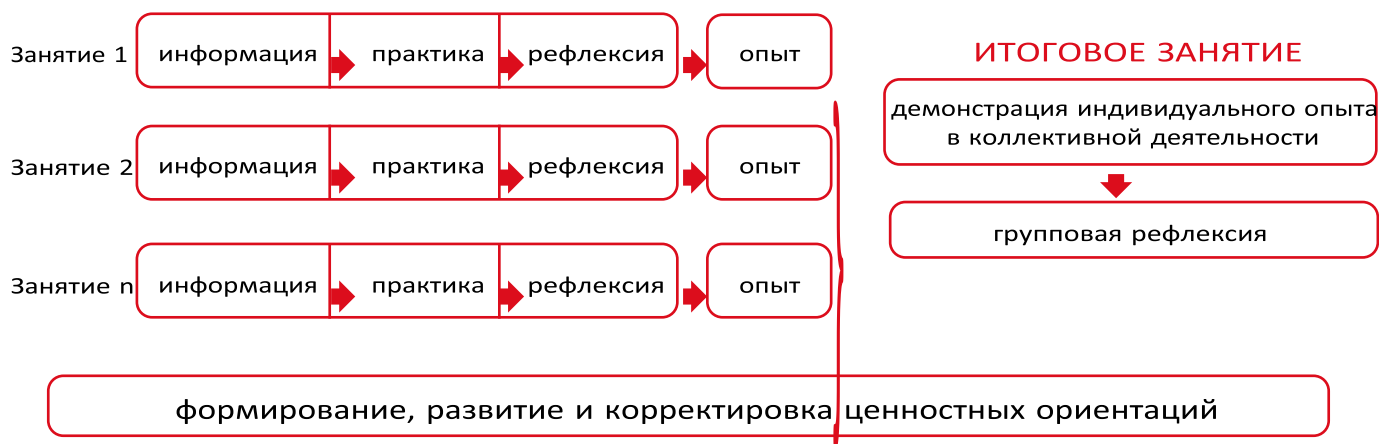 Занятие 1 информация практика рефлексия опыт
ИТОГОВОЕ ЗАНЯТИЕ
демонстрация индивидуального опыта
в коллективной деятельности
Занятие 2 информация практика рефлексия опыт
групповая рефлексия
Занятие n информация практика рефлексия опыт
формирование, развитие и корректировка ценностных ориентаций